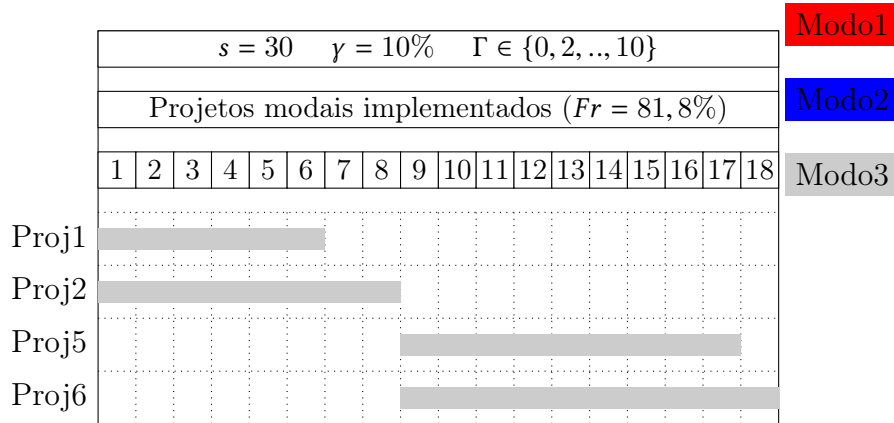 s = 30 γ = 10% Γ ∈ {0, 2, .., 10}
Projetos modais implementados (Fr = 81, 8%)
1 2 3 4 5 6 7 8 9 10 11 12 13 14 15 16 17 18
Proj1
Proj2
Proj5
Proj6
Modo1
Modo2
Modo3